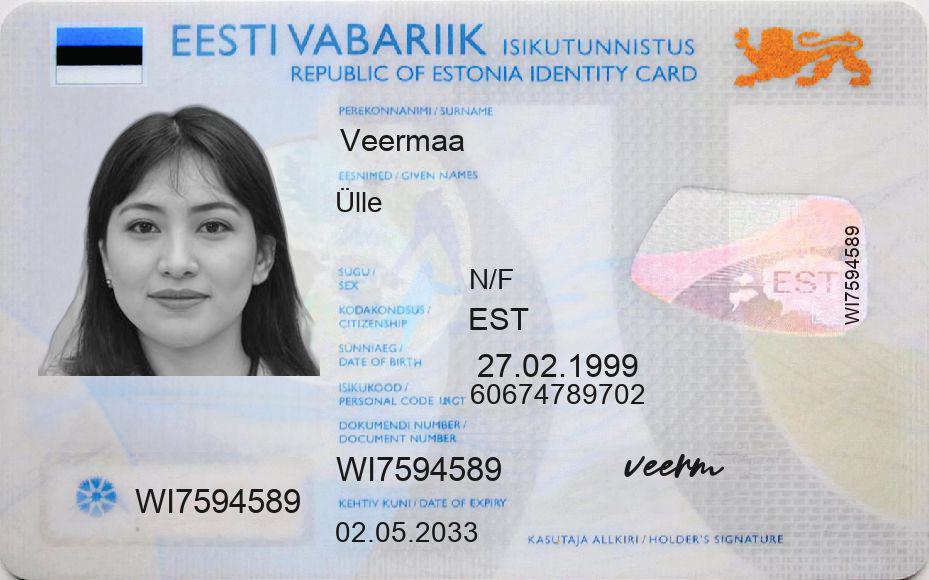 EESTI VABARIIK ISIKUTUNNISTUS
REPUBLIC OF ESTONIA IDENTITY CARD
PEREKONNANIMI / SURNAME
Veermaa
EESNIMED / GIVEN NAMES
Ülle
SUGU /
SEX
N/F
KODAKONDSUS /
CITIZENSHIP
EST
SÜNNIAEG /
DATE OF BIRTH
27.02.1999
ISIKUKOOD /
PERSONAL CODE
60674789702
DOKUMENDI NUMBER /
DOCUMENT NUMBER
WI7594589
WI7594589
KEHTIV KUNI / DATE OF EXPIRY
02.05.2033
EST
WI7594589
veerm
KASUTAJA ALLKIRI / HOLDER'S SIGNATURE